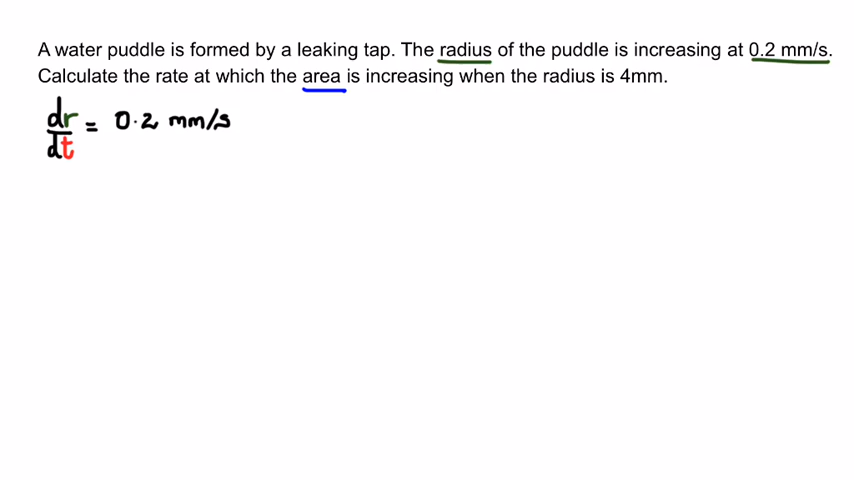 A water puddle is formed by a leaking tap. The radius of the puddle is increasing at 0.2 mm/s.
Calculate the rate at which the area is increasing when the radius is 4mm.
dr/dt = 0.2 mm/s